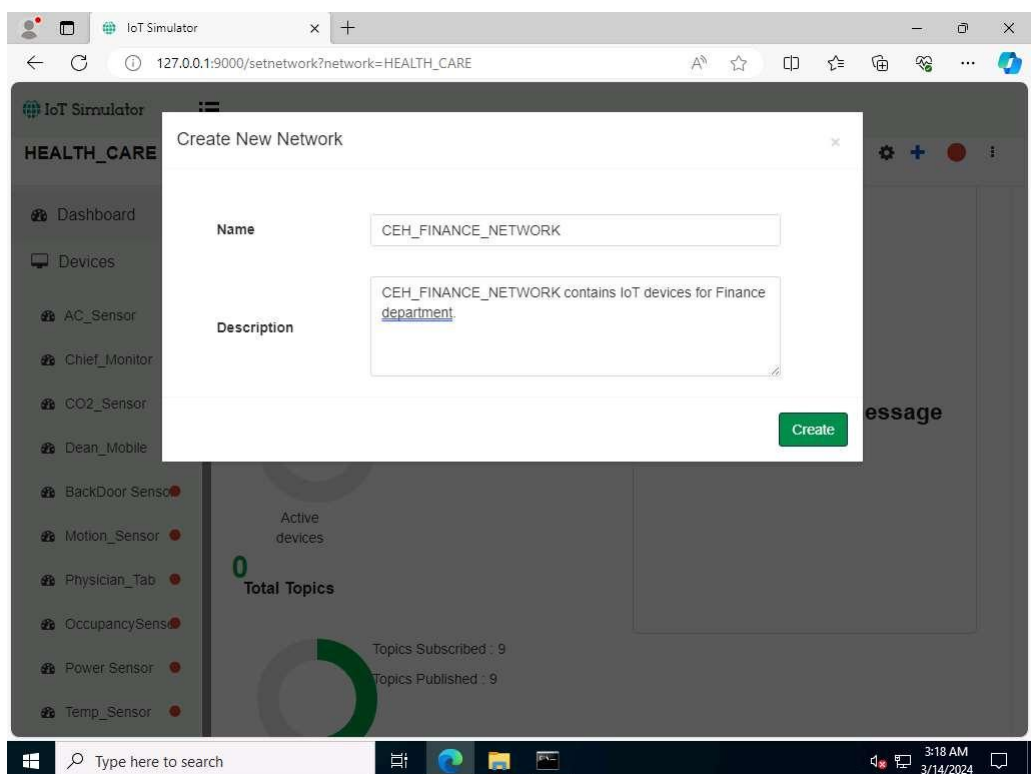 IoT Simulator
127.0.0.1:9000/setnetwork?network=HEALTH_CARE
IoT Simulator
HEALTH_CARE
Create New Network
Name
CEH_FINANCE_NETWORK
Description
CEH_FINANCE_NETWORK contains IoT devices for Finance
department.
Create
Dashboard
Devices
AC_Sensor
Chief_Monitor
CO2_Sensor
Dean_Mobile
BackDoor Senso
Motion_Sensor
Physician_Tab
OccupancySenso
Power Sensor
Temp_Sensor
essage
Active
devices
0
Total Topics
Topics Subscribed : 9
Topics Published : 9
Type here to search
3:18 AM
3/14/2024